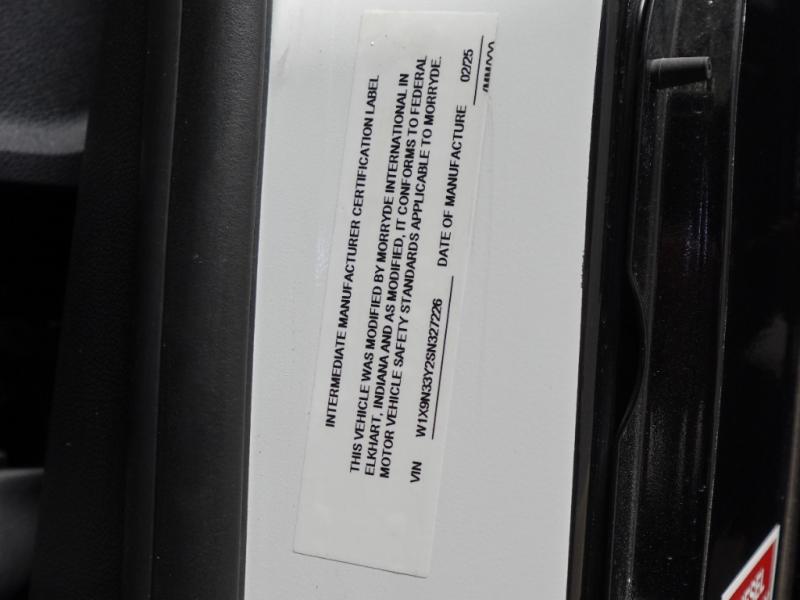 INTERMEDIATE MANUFACTURER CERTIFICATION LABEL
THIS VEHICLE WAS MODIFIED BY MORRYDE INTERNATIONAL IN
ELKHART, INDIANA AND AS MODIFIED, IT CONFORMS TO FEDERAL
MOTOR VEHICLE SAFETY STANDARDS APPLICABLE TO MORRYDE.
VIN W1X9N33Y2SN327226 DATE OF MANUFACTURE 02/25